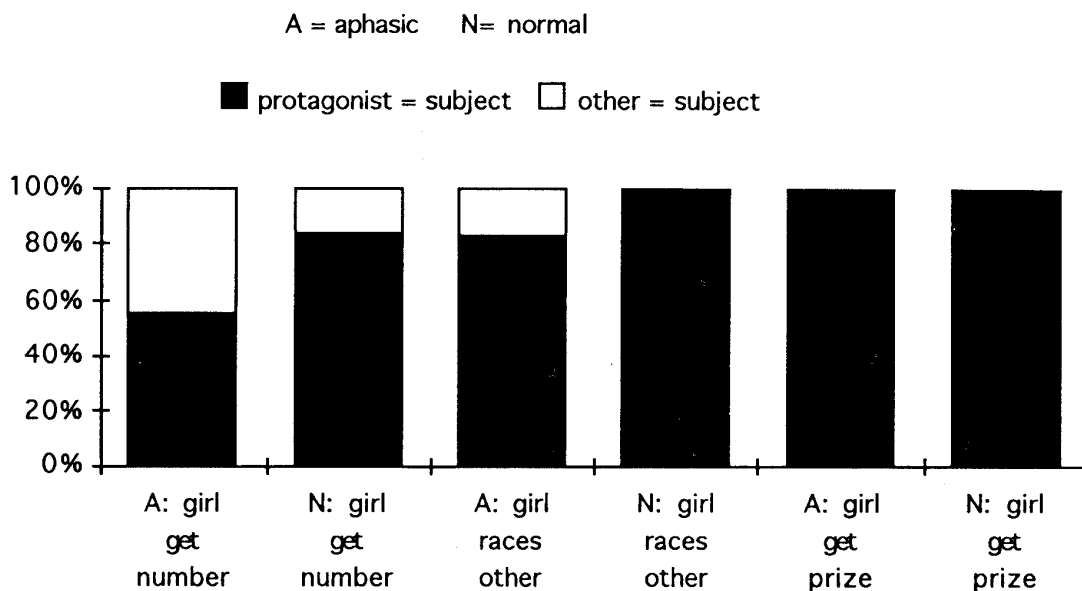 A = aphasic N= normal
protagonist = subject other = subject
100%
80%
60%
40%
20%
0%
A: girl get number
N: girl get number
A: girl races other
N: girl races other
A: girl get prize
N: girl get prize